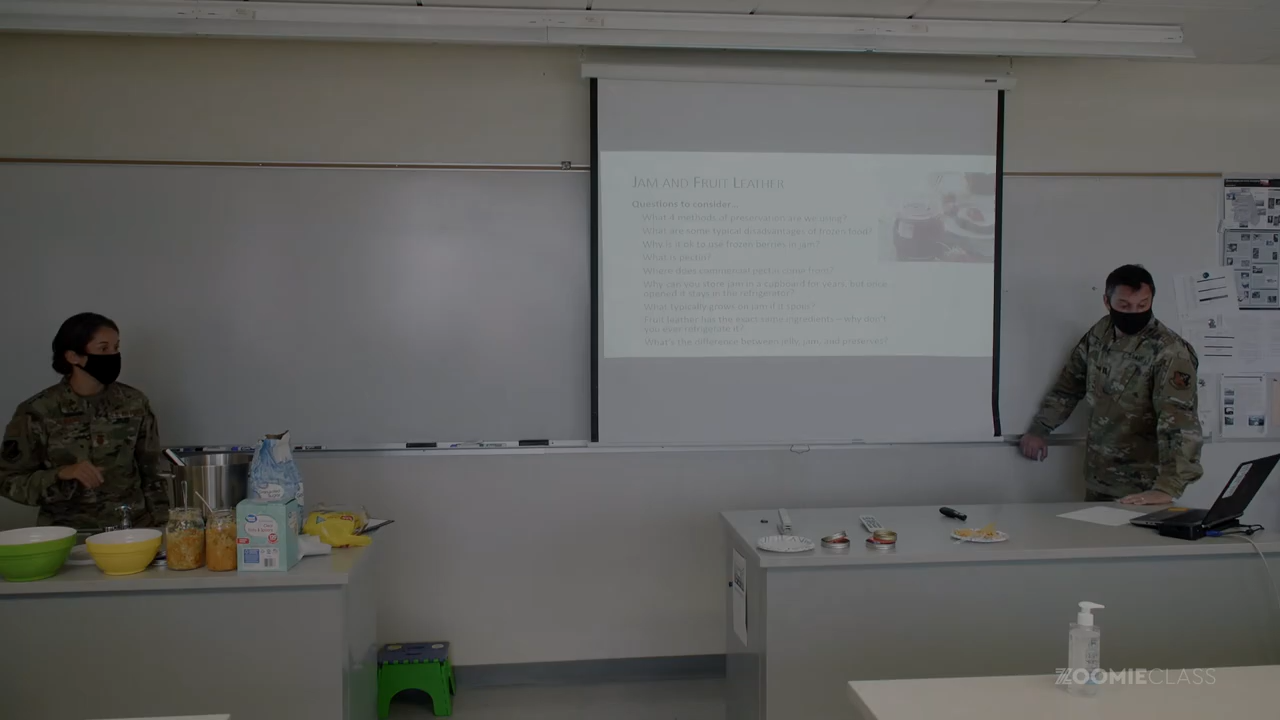 JAM AND FRUIT LEATHER
Questions to consider...
What 4 methods of preservation are we using?
What are some typical disadvantages of frozen fruit?
Why is it ok to use frozen berries in jam?
What is pectin?
Where does commercial pectin come from?
Why can you store jam in a cupboard for years, but once
opened it stays in the refrigerator?
What typically grows on jam if it spoils?
Fruit leather has the exact same ingredients—why don't
you ever refrigerate it?
What's the difference between jelly, jam, and preserves?
ZOOMIECLASS